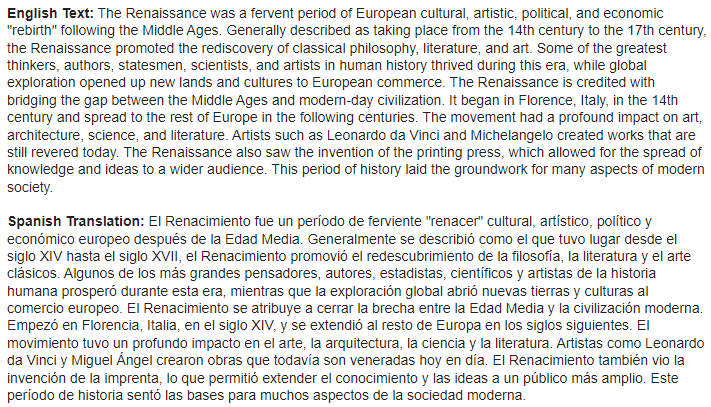 English Text: The Renaissance was a fervent period of European cultural, artistic, political, and economic
"rebirth" following the Middle Ages. Generally described as taking place from the 14th century to the 17th century,
the Renaissance promoted the rediscovery of classical philosophy, literature, and art. Some of the greatest
thinkers, authors, statesmen, scientists, and artists in human history thrived during this era, while global
exploration opened up new lands and cultures to European commerce. The Renaissance is credited with
bridging the gap between the Middle Ages and modern-day civilization. It began in Florence, Italy, in the 14th
century and spread to the rest of Europe in the following centuries. The movement had a profound impact on art,
architecture, science, and literature. Artists such as Leonardo da Vinci and Michelangelo created works that are
still revered today. The Renaissance also saw the invention of the printing press, which allowed for the spread of
knowledge and ideas to a wider audience. This period of history laid the groundwork for many aspects of modern
society.
Spanish Translation: El Renacimiento fue un período de ferviente "renacer" cultural, artístico, político y
económico europeo después de la Edad Media. Generalmente se describió como el que tuvo lugar desde el
siglo XIV hasta el siglo XVII, el Renacimiento promovió el redescubrimiento de la filosofía, la literatura y el arte
clásicos. Algunos de los más grandes pensadores, autores, estadistas, científicos y artistas de la historia
humana prosperó durante esta era, mientras que la exploración global abrió nuevas tierras y culturas al
comercio europeo. El Renacimiento se atribuye a cerrar la brecha entre la Edad Media y la civilización moderna.
Empezó en Florencia, Italia, en el siglo XIV, y se extendió al resto de Europa en los siglos siguientes. El
movimiento tuvo un profundo impacto en el arte, la arquitectura, la ciencia y la literatura. Artistas como Leonardo
da Vinci y Miguel Ángel crearon obras que todavía son veneradas hoy en día. El Renacimiento también vio la
invención de la imprenta, lo que permitió extender el conocimiento y las ideas a un público más amplio. Este
período de historia sentó las bases para muchos aspectos de la sociedad moderna.